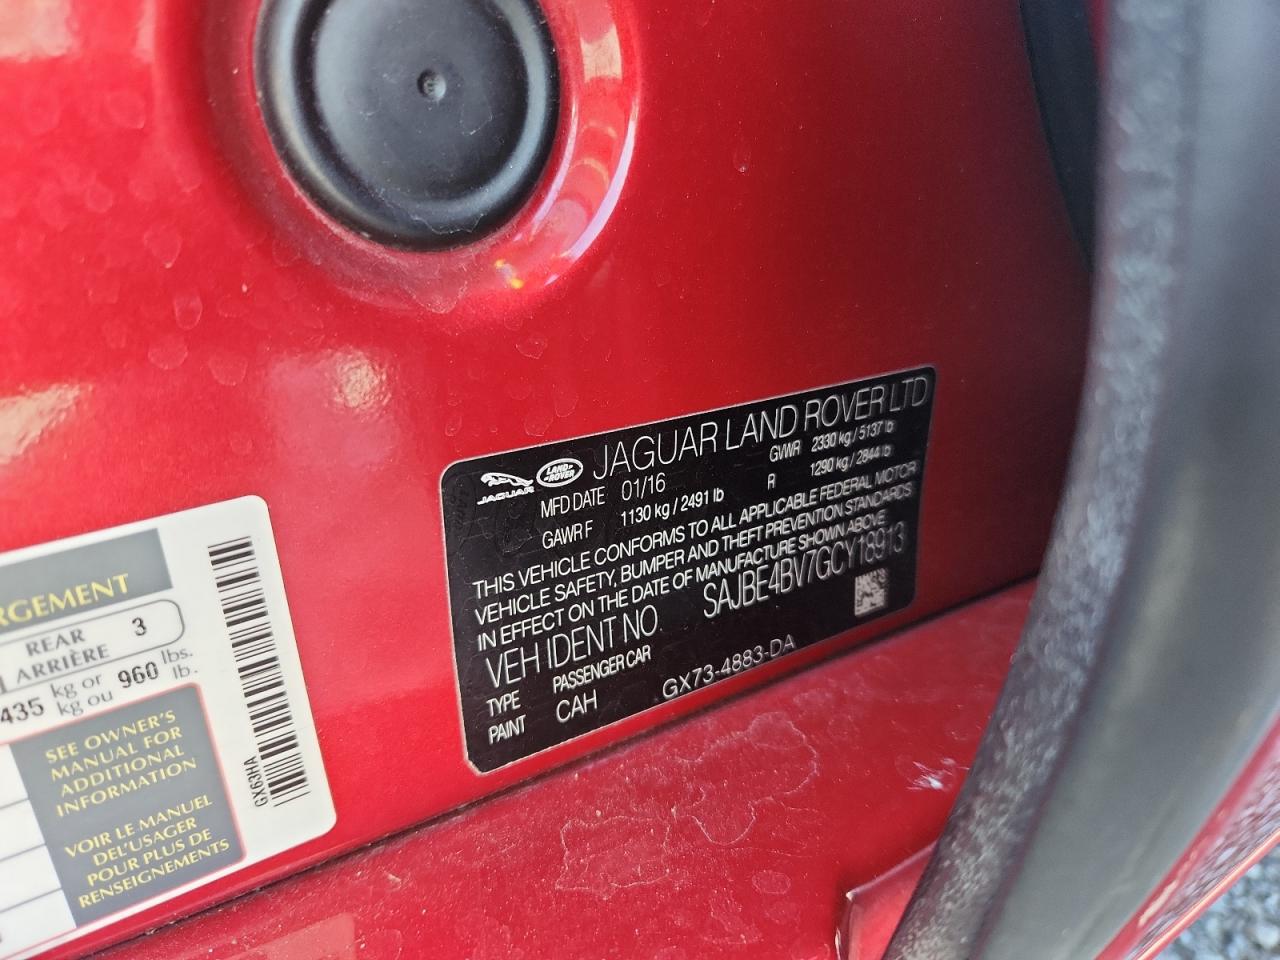 RGEMENT
REAR 3
ARRIÈRE
435 kg or 960 lbs.
kg ou lb.
SEE OWNER'S
MANUAL FOR
ADDITIONAL
INFORMATION
VOIR LE MANUEL
DEL'USAGER
POUR PLUS DE
RENSEIGNEMENTS
GX63HA
JAGUAR LAND ROVER JAGUAR LAND ROVER LTD
MFD DATE 01/16 GVWR 2330 kg / 5137 lb
GAWR F 1130 kg / 2491 lb R 1290 kg / 2844 lb
THIS VEHICLE CONFORMS TO ALL APPLICABLE FEDERAL MOTOR
VEHICLE SAFETY, BUMPER AND THEFT PREVENTION STANDARDS
IN EFFECT ON THE DATE OF MANUFACTURE SHOWN ABOVE
VEH IDENT NO. SAJBE4BV7GCY18913
TYPE PASSENGER CAR
PAINT CAH GX73-4883-DA